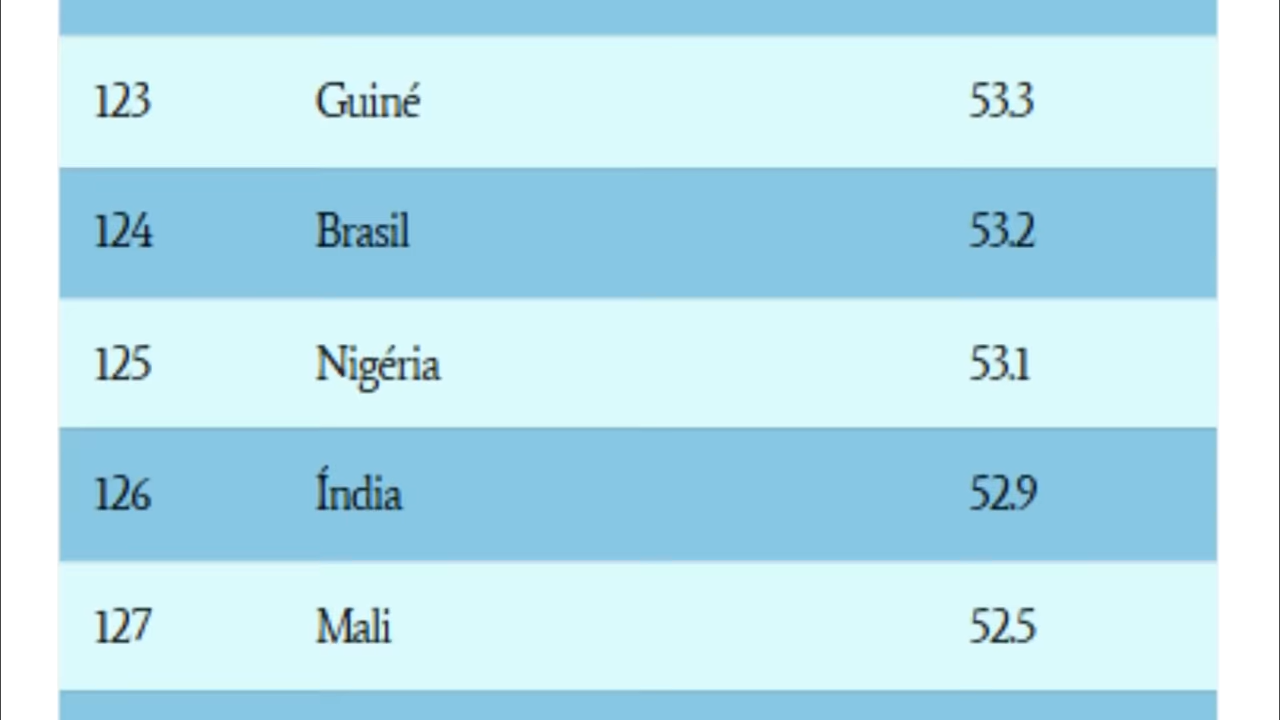 123 Guiné 53.3
124 Brasil 53.2
125 Nigéria 53.1
126 Índia 52.9
127 Mali 52.5